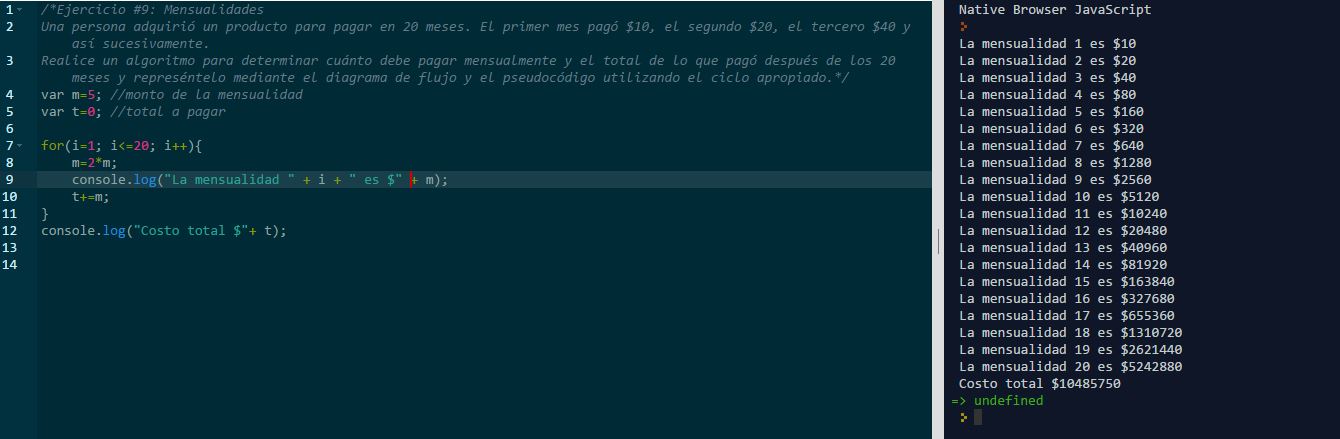 1 /*Ejercicio #9: Mensualidades
2 Una persona adquirió un producto para pagar en 20 meses. El primer mes pagó $10, el segundo $20, el tercero $40 y
así sucesivamente.
3 Realice un algoritmo para determinar cuánto debe pagar mensualmente y el total de lo que pagó después de los 20
meses y represéntelo mediante el diagrama de flujo y el pseudocódigo utilizando el ciclo apropiado.*/
4 var m=5; //monto de la mensualidad
5 var t=0; //total a pagar
6
7 for(i=1; i<=20; i++){
8 m=2*m;
9 console.log("La mensualidad " + i + " es $" + m);
10 t+=m;
11 }
12 console.log("Costo total $"+ t);
13
14
Native Browser JavaScript
La mensualidad 1 es $10
La mensualidad 2 es $20
La mensualidad 3 es $40
La mensualidad 4 es $80
La mensualidad 5 es $160
La mensualidad 6 es $320
La mensualidad 7 es $640
La mensualidad 8 es $1280
La mensualidad 9 es $2560
La mensualidad 10 es $5120
La mensualidad 11 es $10240
La mensualidad 12 es $20480
La mensualidad 13 es $40960
La mensualidad 14 es $81920
La mensualidad 15 es $163840
La mensualidad 16 es $327680
La mensualidad 17 es $655360
La mensualidad 18 es $1310720
La mensualidad 19 es $2621440
La mensualidad 20 es $5242880
Costo total $10485750
=> undefined